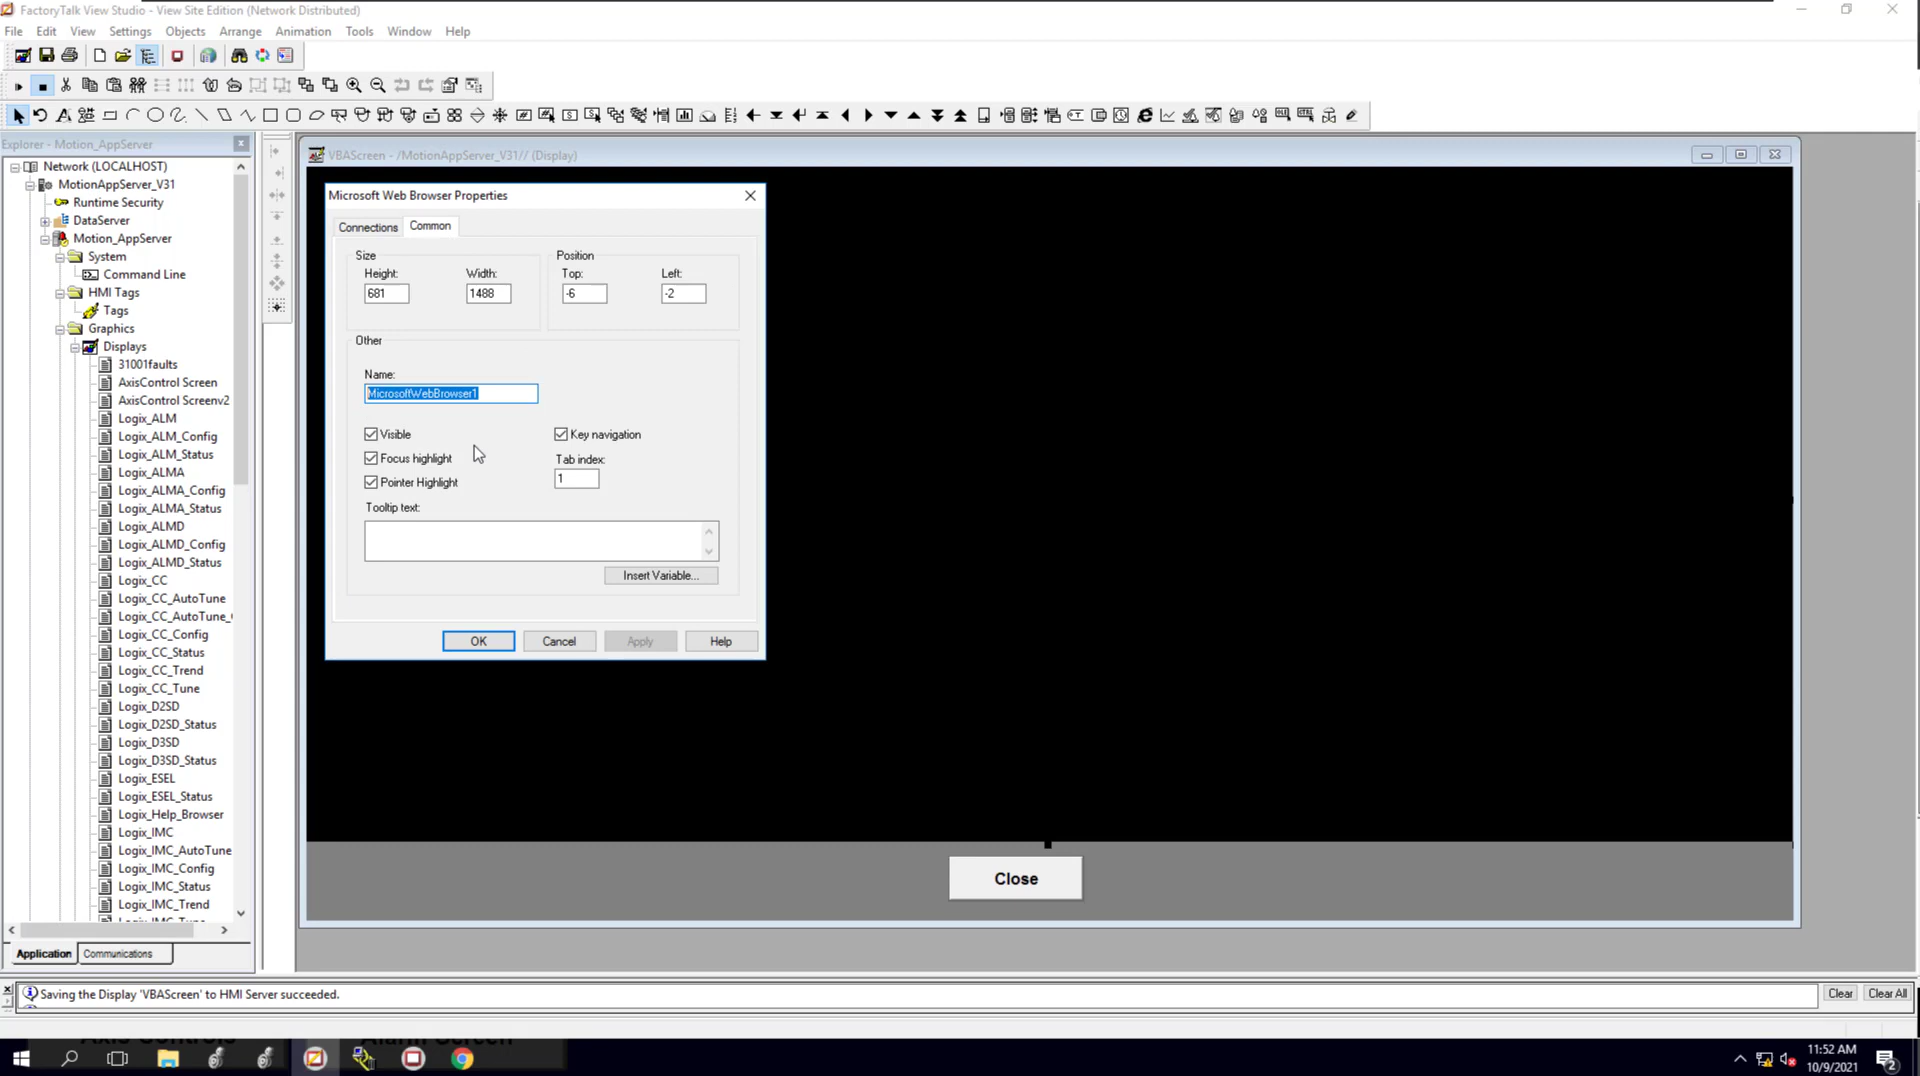 FactoryTalk View Studio - View Site Edition (Network Distributed)
File Edit View Settings Objects Arrange Animation Tools Window Help
Explorer - Motion_AppServer
Network (LOCALHOST)
MotionAppServer_V31
Runtime Security
DataServer
Motion_AppServer
System
Command Line
HMI Tags
Tags
Graphics
Displays
31001faults
AxisControl Screen
AxisControl Screenv2
Logix_ALM
Logix_ALM_Config
Logix_ALM_Status
Logix_ALMA
Logix_ALMA_Config
Logix_ALMA_Status
Logix_ALMD
Logix_ALMD_Config
Logix_ALMD_Status
Logix_CC
Logix_CC_AutoTune
Logix_CC_AutoTune_
Logix_CC_Config
Logix_CC_Status
Logix_CC_Trend
Logix_CC_Tune
Logix_D2SD
Logix_D2SD_Status
Logix_D3SD
Logix_D3SD_Status
Logix_ESEL
Logix_ESEL_Status
Logix_Help_Browser
Logix_IMC
Logix_IMC_AutoTune
Logix_IMC_Config
Logix_IMC_Status
Logix_IMC_Trend
Application Communications
VBAScreen - /MotionAppServer_V31// (Display)
Microsoft Web Browser Properties
Connections Common
Size Position
Height: Width: Top: Left:
681 1488 -6 -2
Other
Name:
MicrosoftWebBrowser1
Visible Key navigation
Focus highlight Tab index:
Pointer Highlight 1
Tooltip text:
Insert Variable...
OK Cancel Apply Help
Close
Saving the Display 'VBAScreen' to HMI Server succeeded.
Clear Clear All
11:52 AM
10/9/2021
2